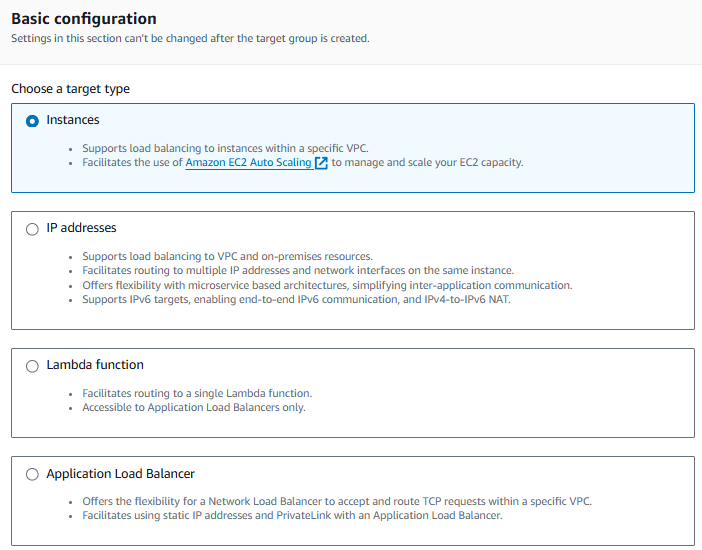 Basic configuration
Settings in this section can't be changed after the target group is created.
Choose a target type
Instances
Supports load balancing to instances within a specific VPC.
Facilitates the use of Amazon EC2 Auto Scaling to manage and scale your EC2 capacity.
IP addresses
Supports load balancing to VPC and on-premises resources.
Facilitates routing to multiple IP addresses and network interfaces on the same instance.
Offers flexibility with microservice based architectures, simplifying inter-application communication.
Supports IPv6 targets, enabling end-to-end IPv6 communication, and IPv4-to-IPv6 NAT.
Lambda function
Facilitates routing to a single Lambda function.
Accessible to Application Load Balancers only.
Application Load Balancer
Offers the flexibility for a Network Load Balancer to accept and route TCP requests within a specific VPC.
Facilitates using static IP addresses and PrivateLink with an Application Load Balancer.